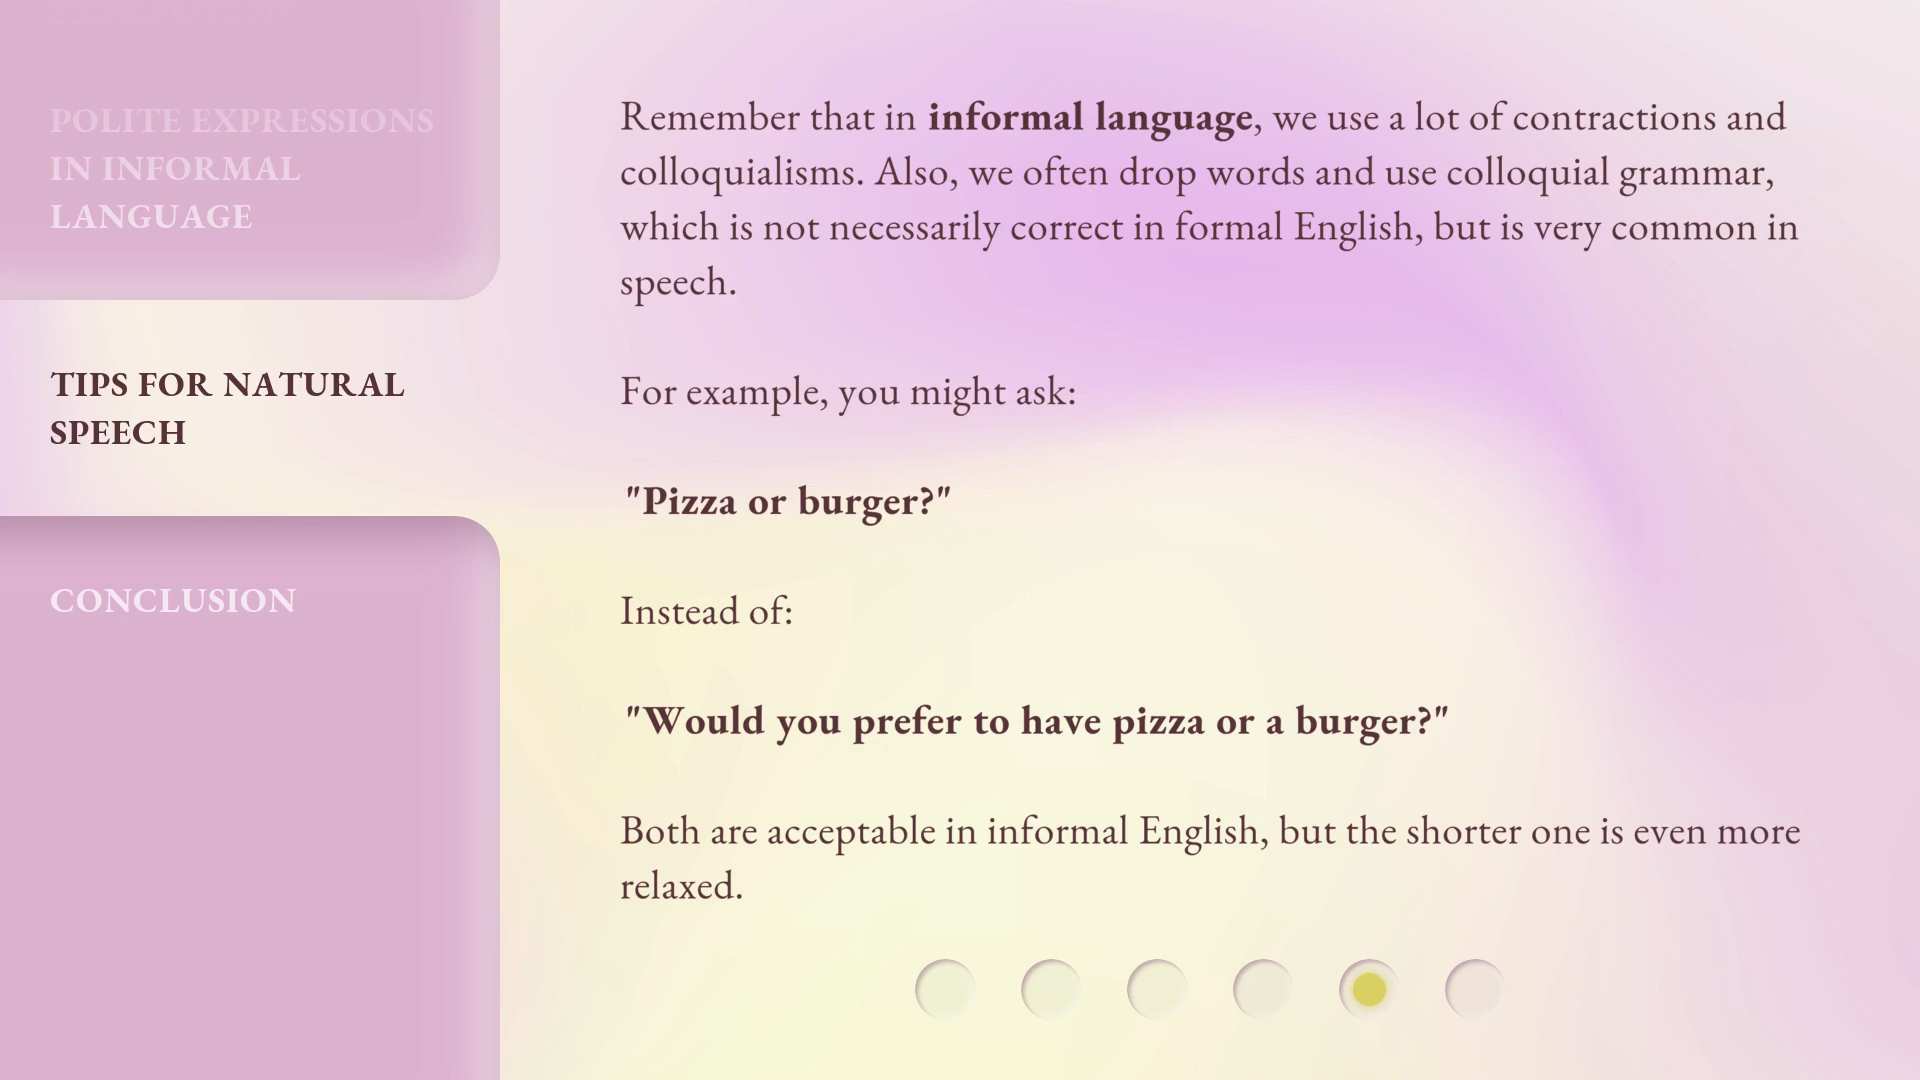 POLITE EXPRESSIONS
IN INFORMAL
LANGUAGE
TIPS FOR NATURAL
SPEECH
CONCLUSION
Remember that in informal language, we use a lot of contractions and
colloquialisms. Also, we often drop words and use colloquial grammar,
which is not necessarily correct in formal English, but is very common in
speech.
For example, you might ask:
"Pizza or burger?"
Instead of:
"Would you prefer to have pizza or a burger?"
Both are acceptable in informal English, but the shorter one is even more
relaxed.